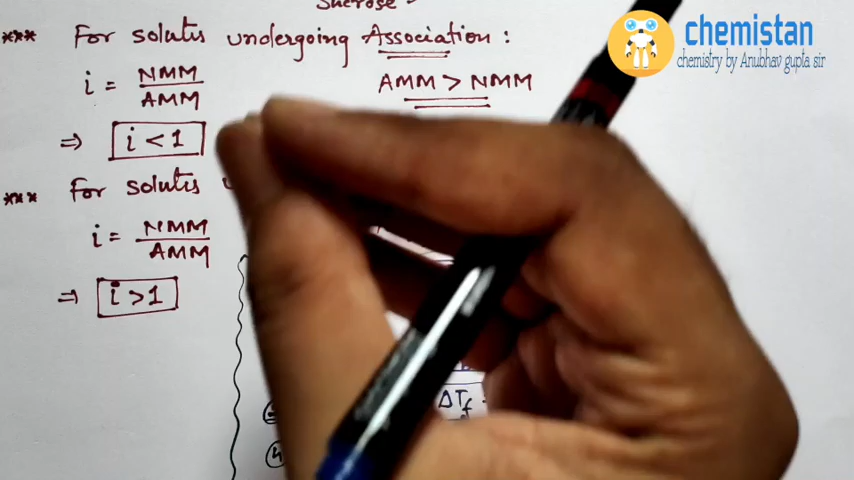 Sucrose -
*** For solutes undergoing Association :
i = NMM / AMM
AMM > NMM
⇒ i < 1
*** For solutes
i = NMM / AMM
⇒ i > 1
ΔTf =
chemistan
chemistry by Anubhav gupta sir